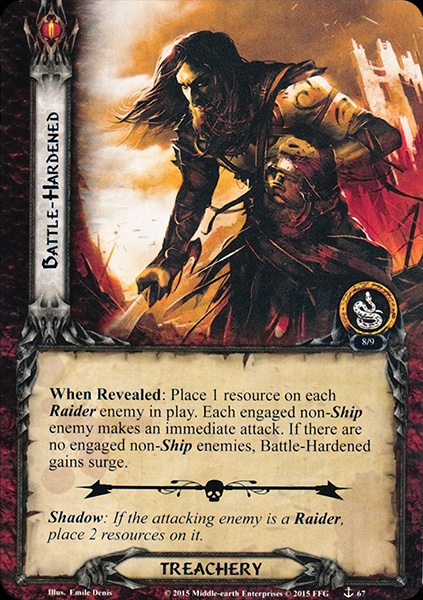 BATTLE-HARDENED
8/9
When Revealed: Place 1 resource on each
Raider enemy in play. Each engaged non-Ship
enemy makes an immediate attack. If there are
no engaged non-Ship enemies, Battle-Hardened
gains surge.
Shadow: If the attacking enemy is a Raider,
place 2 resources on it.
TREACHERY
Illus. Emile Denis © 2015 Middle-earth Enterprises © 2015 FFG 67